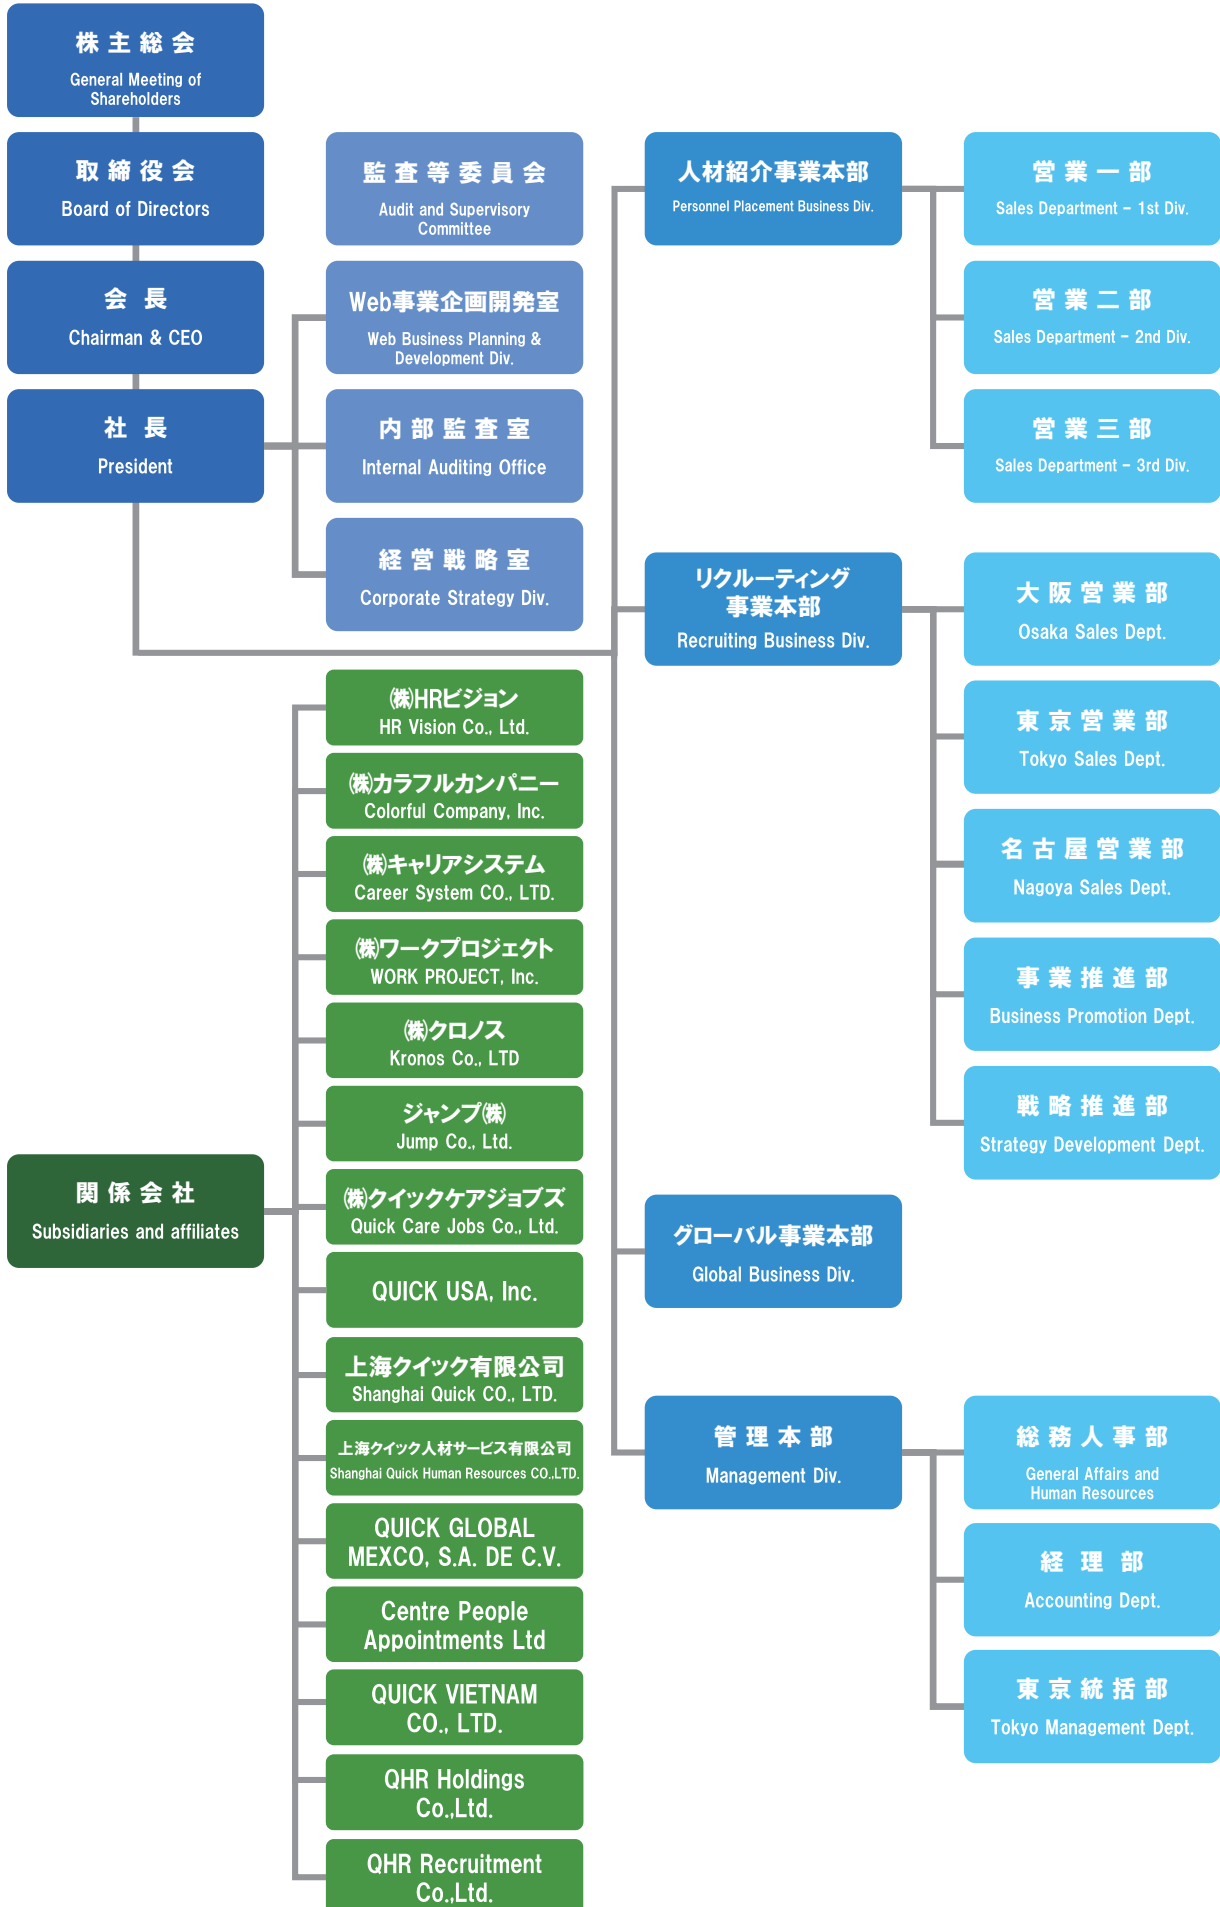 株主総会
General Meeting of
Shareholders
取締役会
Board of Directors
会長
Chairman & CEO
社長
President
監査等委員会
Audit and Supervisory
Committee
Web事業企画開発室
Web Business Planning &
Development Div.
内部監査室
Internal Auditing Office
経営戦略室
Corporate Strategy Div.
人材紹介事業本部
Personnel Placement Business Div.
営業一部
Sales Department - 1st Div.
営業二部
Sales Department - 2nd Div.
営業三部
Sales Department - 3rd Div.
リクルーティング
事業本部
Recruiting Business Div.
大阪営業部
Osaka Sales Dept.
東京営業部
Tokyo Sales Dept.
名古屋営業部
Nagoya Sales Dept.
事業推進部
Business Promotion Dept.
戦略推進部
Strategy Development Dept.
グローバル事業本部
Global Business Div.
管理本部
Management Div.
総務人事部
General Affairs and
Human Resources
経理部
Accounting Dept.
東京統括部
Tokyo Management Dept.
関係会社
Subsidiaries and affiliates
㈱HRビジョン
HR Vision Co., Ltd.
㈱カラフルカンパニー
Colorful Company, Inc.
㈱キャリアシステム
Career System CO., LTD.
㈱ワークプロジェクト
WORK PROJECT, Inc.
㈱クロノス
Kronos Co., LTD
ジャンプ㈱
Jump Co., Ltd.
㈱クイックケアジョブズ
Quick Care Jobs Co., Ltd.
QUICK USA, Inc.
上海クイック有限公司
Shanghai Quick CO., LTD.
上海クイック人材サービス有限公司
Shanghai Quick Human Resources CO.,LTD.
QUICK GLOBAL
MEXCO, S.A. DE C.V.
Centre People
Appointments Ltd
QUICK VIETNAM
CO., LTD.
QHR Holdings
Co.,Ltd.
QHR Recruitment
Co.,Ltd.